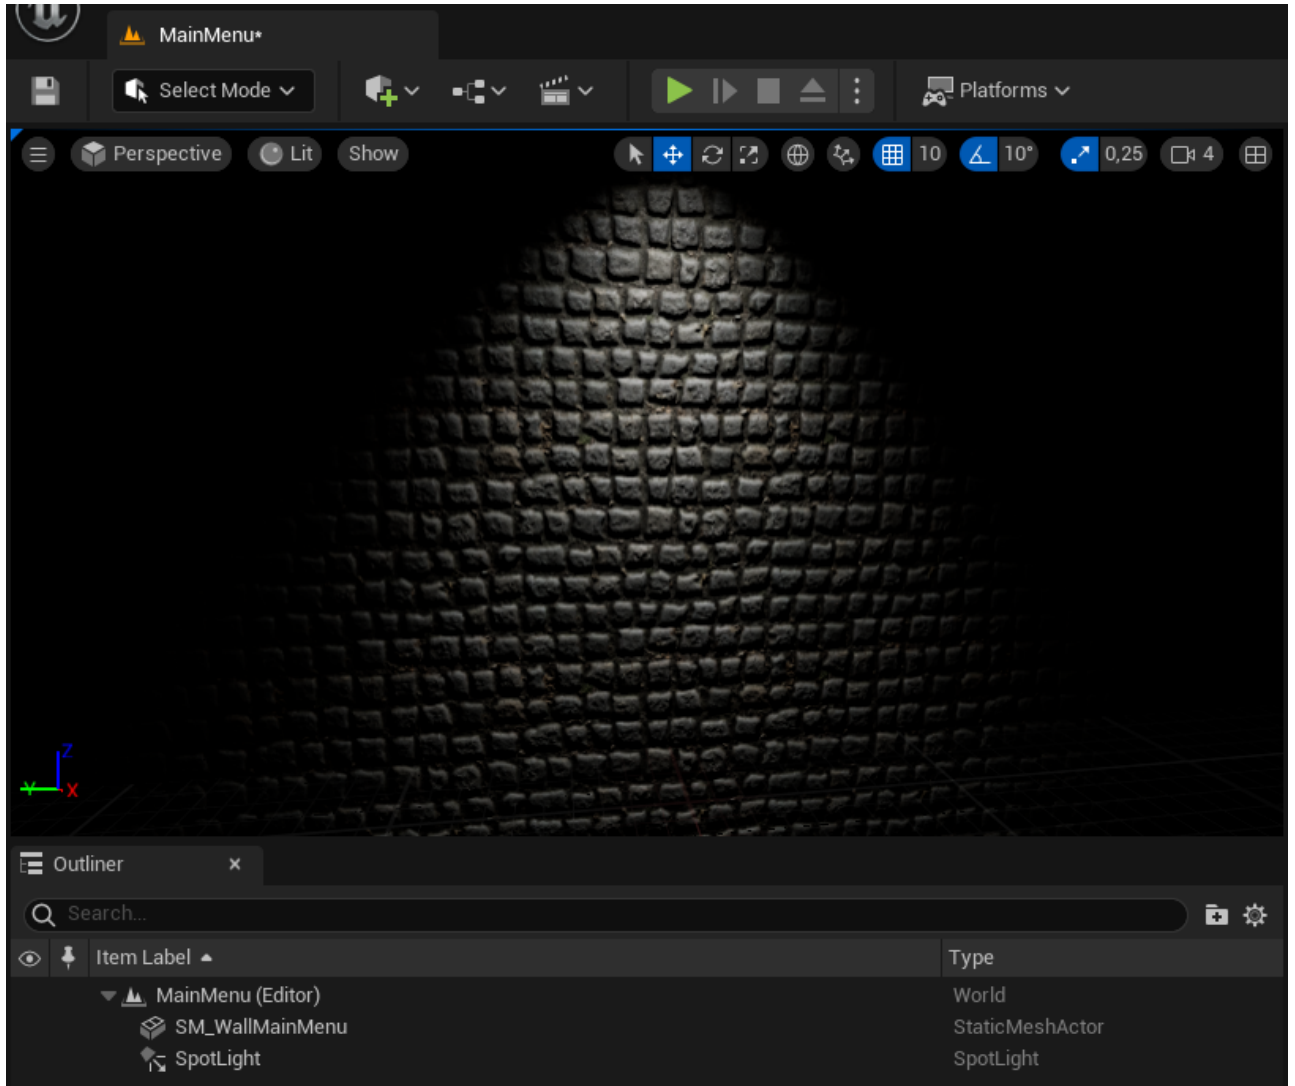 MainMenu*
Select Mode
Platforms
Perspective Lit Show 10 10° 0,25 4
Z
Y X
Outliner
Search...
Item Label Type
MainMenu (Editor) World
SM_WallMainMenu StaticMeshActor
SpotLight SpotLight